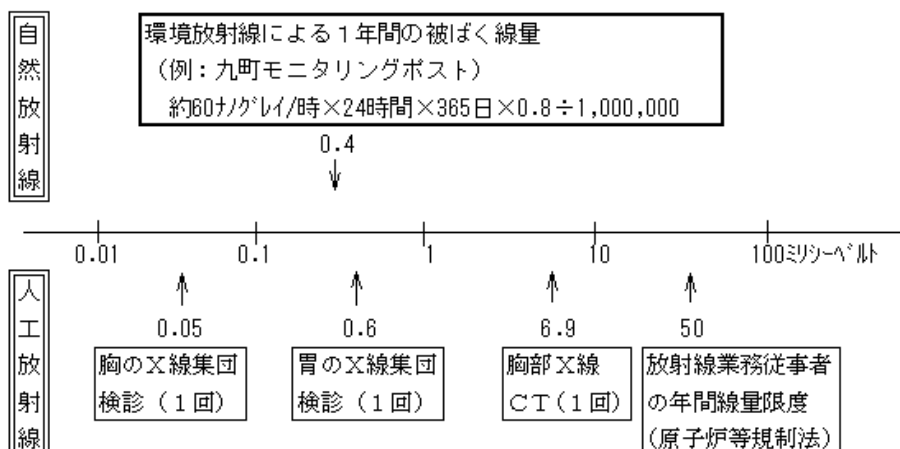 自然放射線
環境放射線による１年間の被ばく線量
（例：九町モニタリングポスト）
約60ﾅﾉｸﾞﾚｲ/時×24時間×365日×0.8÷1,000,000
0.4
0.01 0.1 1 10 100ﾐﾘｼｰﾍﾞﾙﾄ
人工放射線
0.05 0.6 6.9 50
胸のＸ線集団
検診（１回）
胃のＸ線集団
検診（１回）
胸部Ｘ線
ＣＴ(１回)
放射線業務従事者
の年間線量限度
(原子炉等規制法)